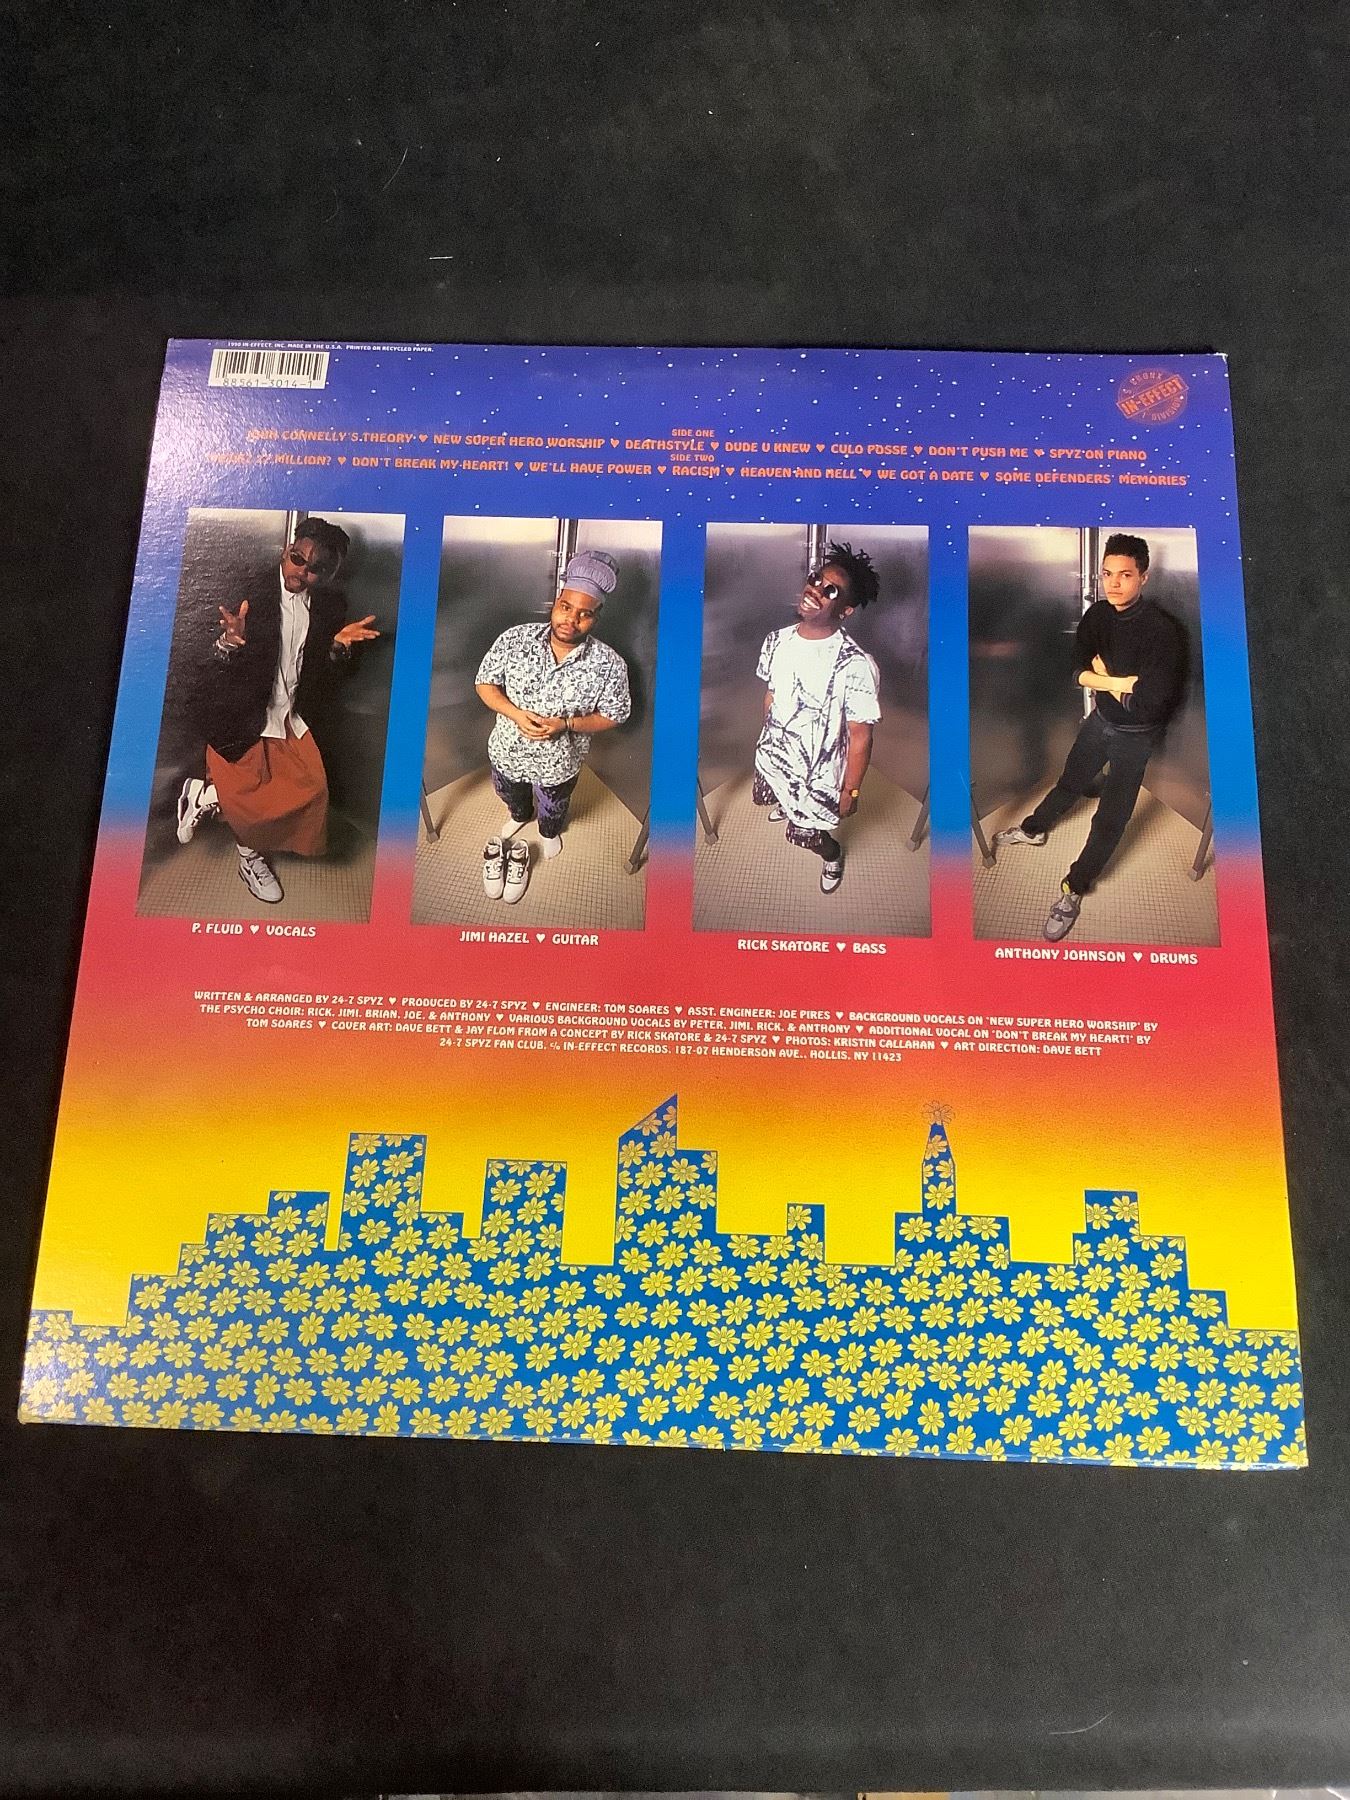 1990 IN-EFFECT, INC. MADE IN THE U.S.A. PRINTED ON RECYCLED PAPER.
88561-3014-1
IN-EFFECT
SIDE ONE
JOHN CONNELLY'S THEORY ♥ NEW SUPER HERO WORSHIP ♥ DEATHSTYLE ♥ DUDE U KNEW ♥ CULO POSSE ♥ DON'T PUSH ME ♥ SPYZ ON PIANO
SIDE TWO
MILLION? ♥ DON'T BREAK MY HEART! ♥ WE'LL HAVE POWER ♥ RACISM ♥ HEAVEN AND HELL ♥ WE GOT A DATE ♥ SOME DEFENDERS' MEMORIES
P. FLUID ♥ VOCALS
JIMI HAZEL ♥ GUITAR
RICK SKATORE ♥ BASS
ANTHONY JOHNSON ♥ DRUMS
WRITTEN & ARRANGED BY 24-7 SPYZ ♥ PRODUCED BY 24-7 SPYZ ♥ ENGINEER: TOM SOARES ♥ ASST. ENGINEER: JOE PIRES ♥ BACKGROUND VOCALS ON 'NEW SUPER HERO WORSHIP' BY
THE PSYCHO CHOIR: RICK, JIMI, BRIAN, JOE, & ANTHONY ♥ VARIOUS BACKGROUND VOCALS BY PETER, JIMI, RICK, & ANTHONY ♥ ADDITIONAL VOCAL ON 'DON'T BREAK MY HEART!' BY
TOM SOARES ♥ COVER ART: DAVE BETT & JAY FLOM FROM A CONCEPT BY RICK SKATORE & 24-7 SPYZ ♥ PHOTOS: KRISTIN CALLAHAN ♥ ART DIRECTION: DAVE BETT
24-7 SPYZ FAN CLUB, c/o IN-EFFECT RECORDS, 187-07 HENDERSON AVE., HOLLIS, NY 11423